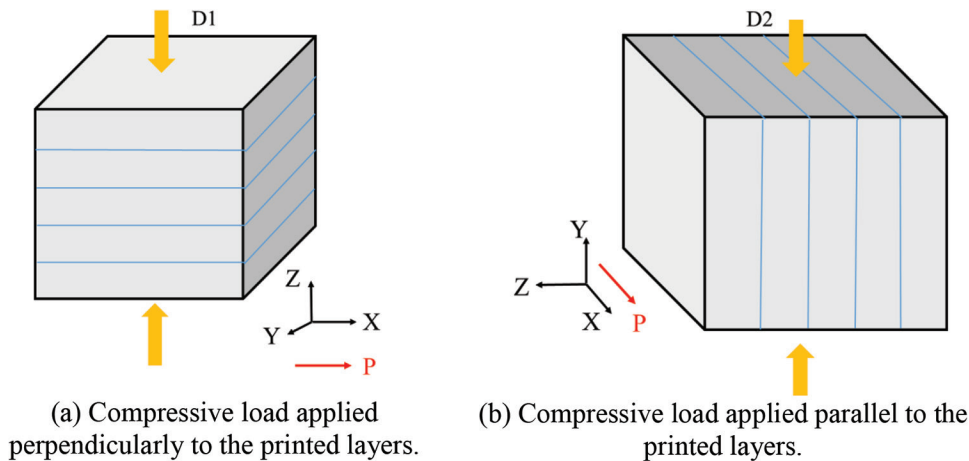 D1
D2
Z
Y
X
P
Y
Z
X
P
(a) Compressive load applied
perpendicularly to the printed layers.
(b) Compressive load applied parallel to the
printed layers.